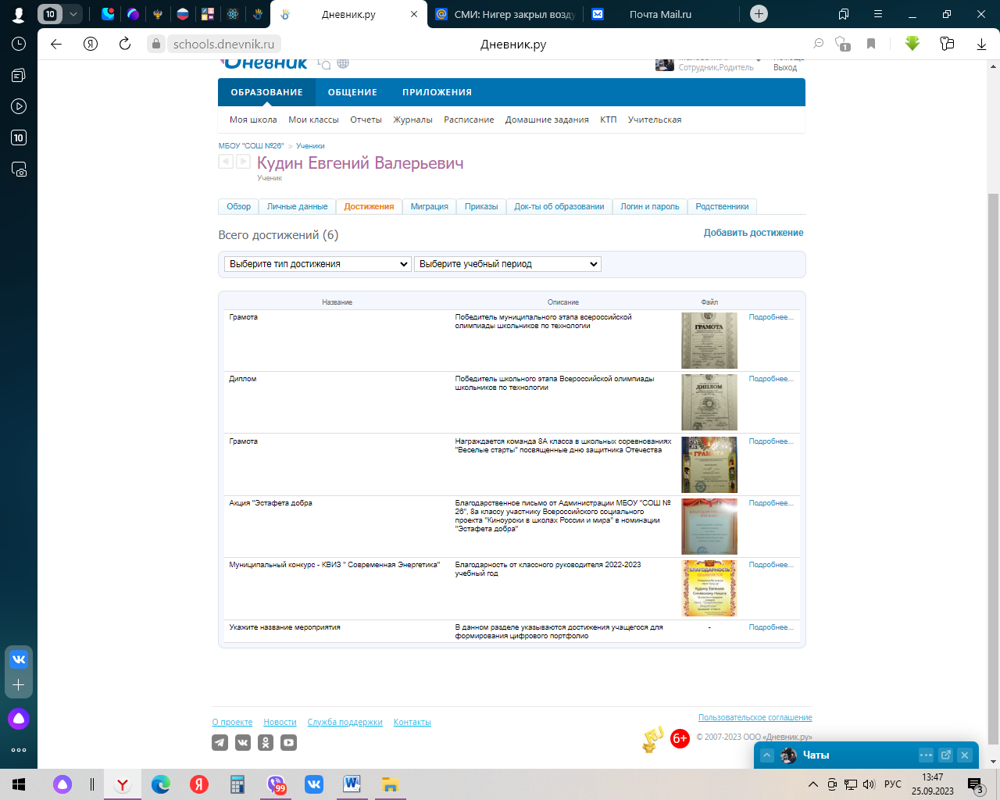 10
Дневник.ру
СМИ: Нигер закрыл возду
Почта Mail.ru
schools.dnevnik.ru
Дневник.ру
1
10
Дневник
Сотрудник,Родитель
Помощь
Выход
ОБРАЗОВАНИЕ ОБЩЕНИЕ ПРИЛОЖЕНИЯ
Моя школа Мои классы Отчеты Журналы Расписание Домашние задания КТП Учительская
МБОУ "СОШ №26" > Ученики
Кудин Евгений Валерьевич
Ученик
Обзор Личные данные Достижения Миграция Приказы Док-ты об образовании Логин и пароль Родственники
Всего достижений (6)
Добавить достижение
Выберите тип достижения
Выберите учебный период
Название Описание Файл
Грамота
Победитель муниципального этапа всероссийской
олимпиады школьников по технологии
ГРАМОТА
Подробнее...
Диплом
Победитель школьного этапа Всероссийской олимпиады
школьников по технологии
ДИПЛОМ
Подробнее...
Грамота
Награждается команда 8А класса в школьных соревнованиях
"Веселые старты" посвященные дню защитника Отечества
ГРАМОТА
Подробнее...
Акция "Эстафета добра
Благодарственное письмо от Администрации МБОУ "СОШ №
26", 8а классу участнику Всероссийского социального
проекта "Киноуроки в школах России и мира" в номинации
"Эстафета добра"
Подробнее...
Муниципальный конкурс - КВИЗ " Современная Энергетика"
Благодарность от классного руководителя 2022-2023
учебный год
БЛАГОДАРНОСТЬ
Кудину Евгению
Подробнее...
Укажите название мероприятия
В данном разделе указываются достижения учащегося для
формирования цифрового портфолио
-
Подробнее...
О проекте Новости Служба поддержки Контакты
Пользовательское соглашение
.RU
6+
© 2007-2023 ООО «Дневник.ру»
Чаты
99
РУС
13:47
25.09.2023
3